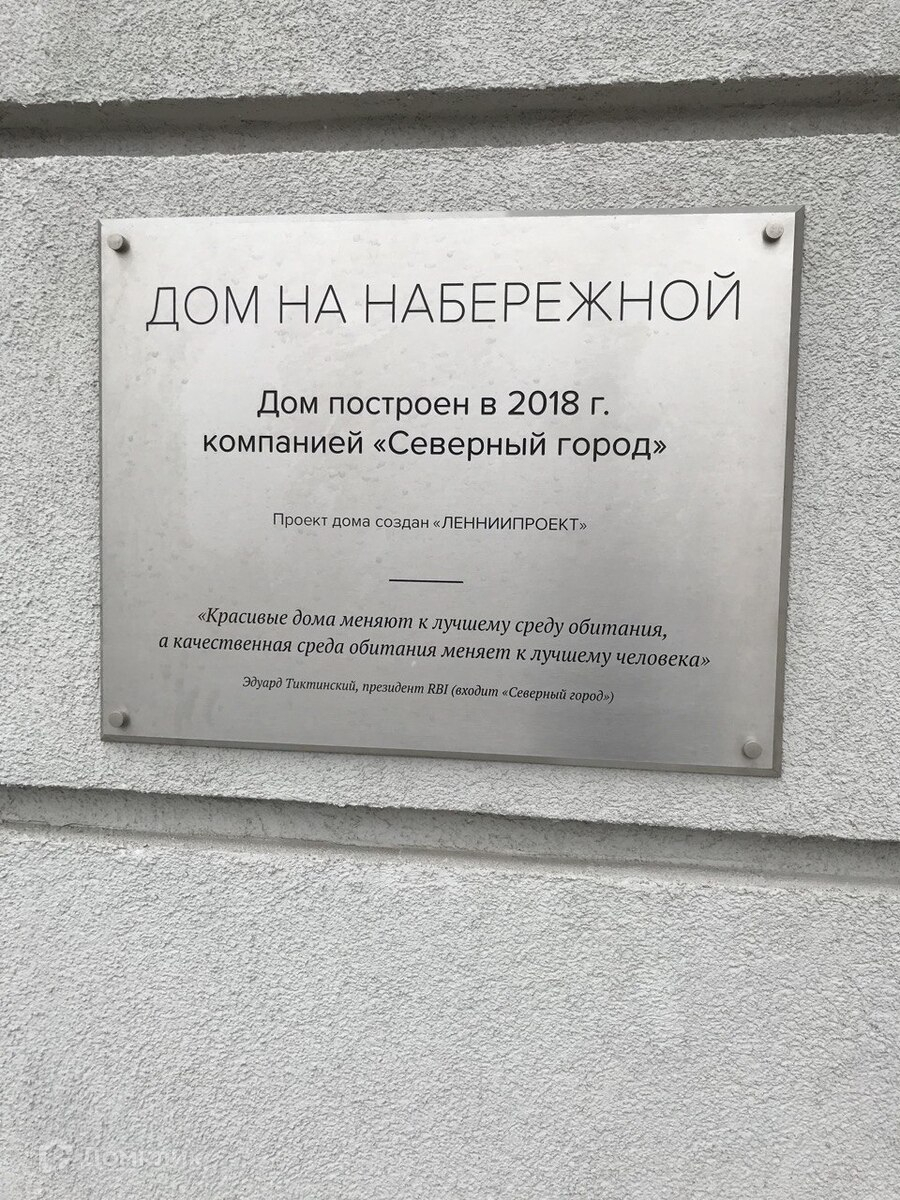 ДОМ НА НАБЕРЕЖНОЙ
Дом построен в 2018 г.
компанией «Северный город»
Проект дома создан «ЛЕННИИПРОЕКТ»
«Красивые дома меняют к лучшему среду обитания,
а качественная среда обитания меняет к лучшему человека»
Эдуард Тиктинский, президент RBI (входит «Северный город»)
ДОМКЛИК